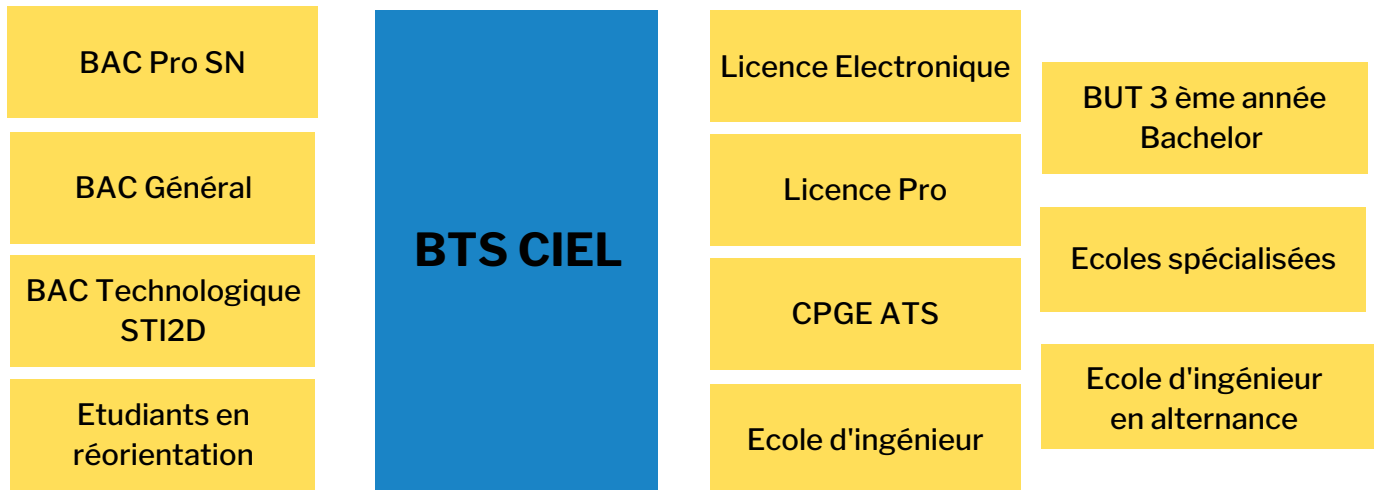 BAC Pro SN
BAC Général
BAC Technologique
STI2D
Etudiants en
réorientation
BTS CIEL
Licence Electronique
Licence Pro
CPGE ATS
Ecole d'ingénieur
BUT 3 ème année
Bachelor
Ecoles spécialisées
Ecole d'ingénieur
en alternance